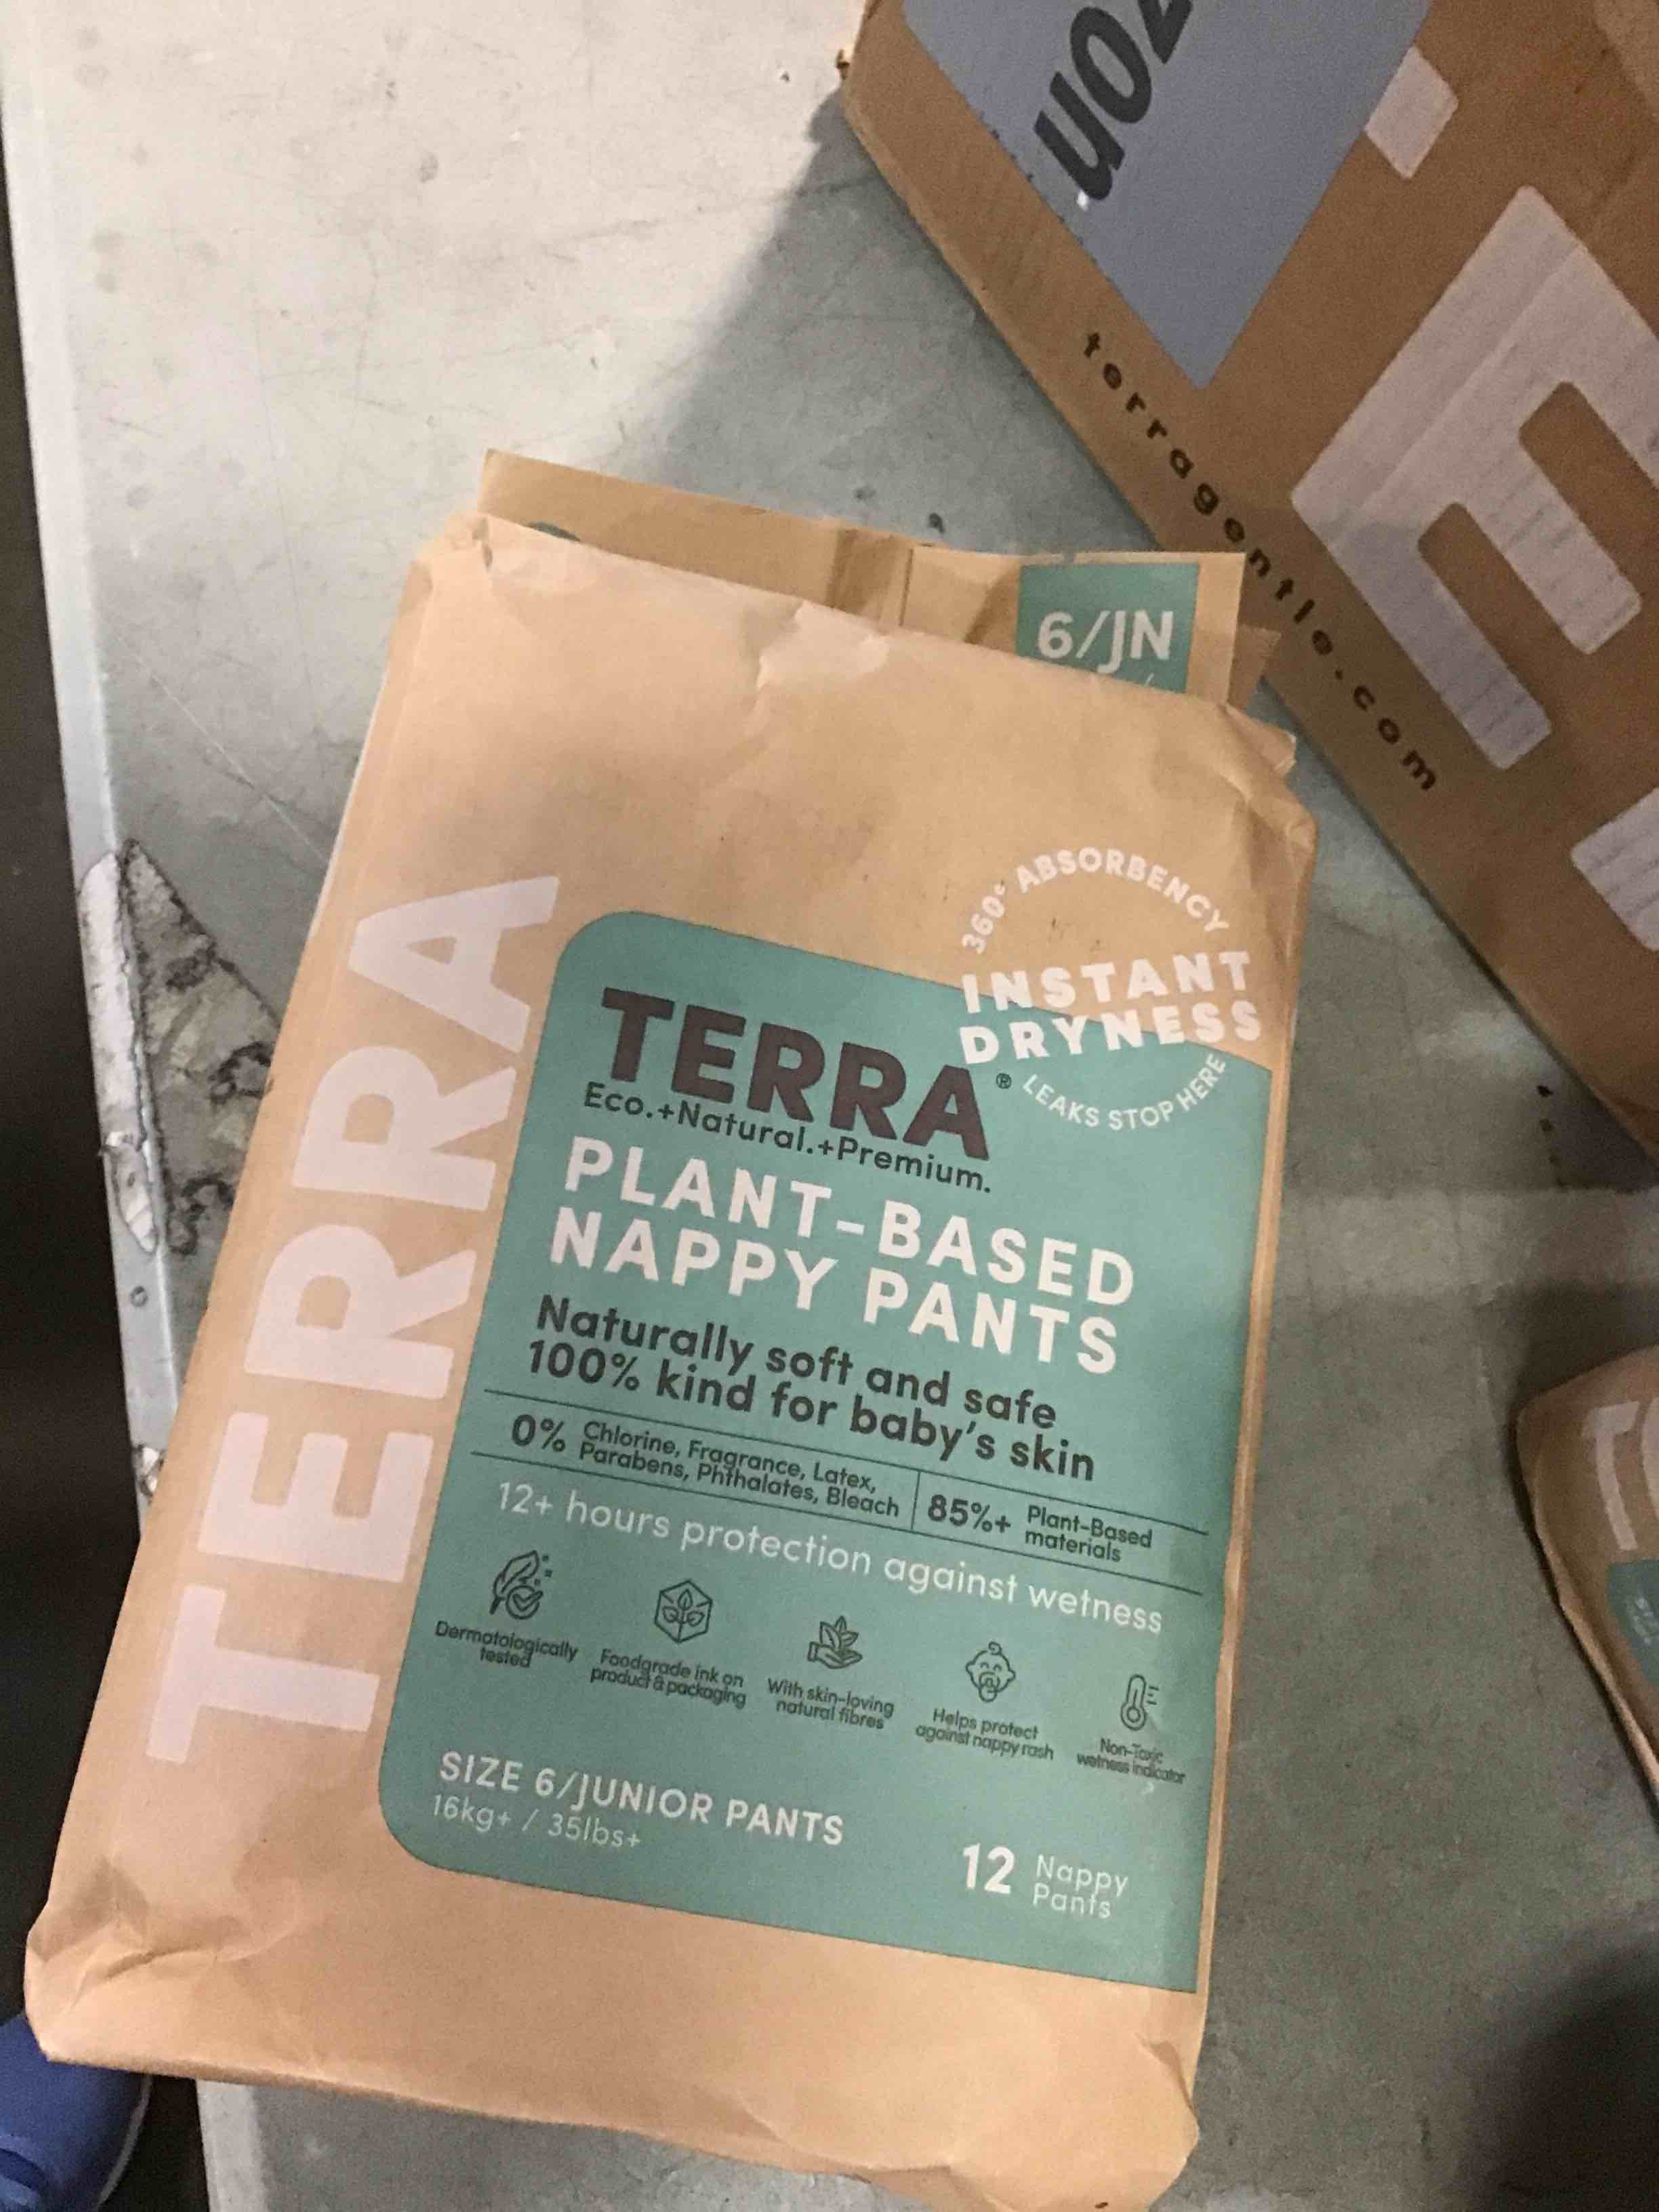 terragentle.com
6/JN
360° ABSORBENCY
INSTANT
DRYNESS
LEAKS STOP HERE
TERRA
TERRA®
Eco.+Natural.+Premium.
PLANT-BASED
NAPPY PANTS
Naturally soft and safe
100% kind for baby's skin
0% Chlorine, Fragrance, Latex,
Parabens, Phthalates, Bleach
85%+ Plant-Based
materials
12+ hours protection against wetness
Dermatologically
tested
Foodgrade ink on
product & packaging
With skin-loving
natural fibres
Helps protect
against nappy rash
Non-Toxic
wetness indicator
SIZE 6/JUNIOR PANTS
16kg+ / 35lbs+
12 Nappy
Pants